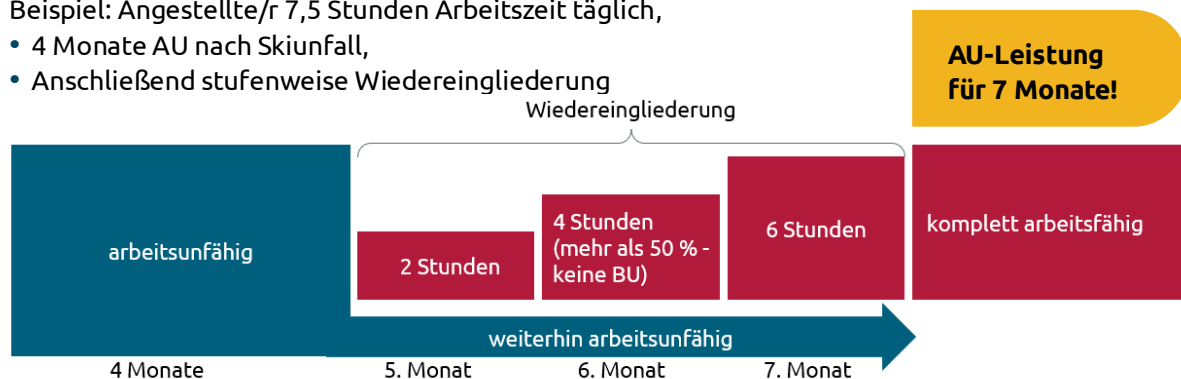 Beispiel: Angestellte/r 7,5 Stunden Arbeitszeit täglich,
• 4 Monate AU nach Skiunfall,
• Anschließend stufenweise Wiedereingliederung
AU-Leistung
für 7 Monate!
Wiedereingliederung
arbeitsunfähig
2 Stunden
4 Stunden
(mehr als 50 % -
keine BU)
6 Stunden
komplett arbeitsfähig
weiterhin arbeitsunfähig
4 Monate
5. Monat
6. Monat
7. Monat